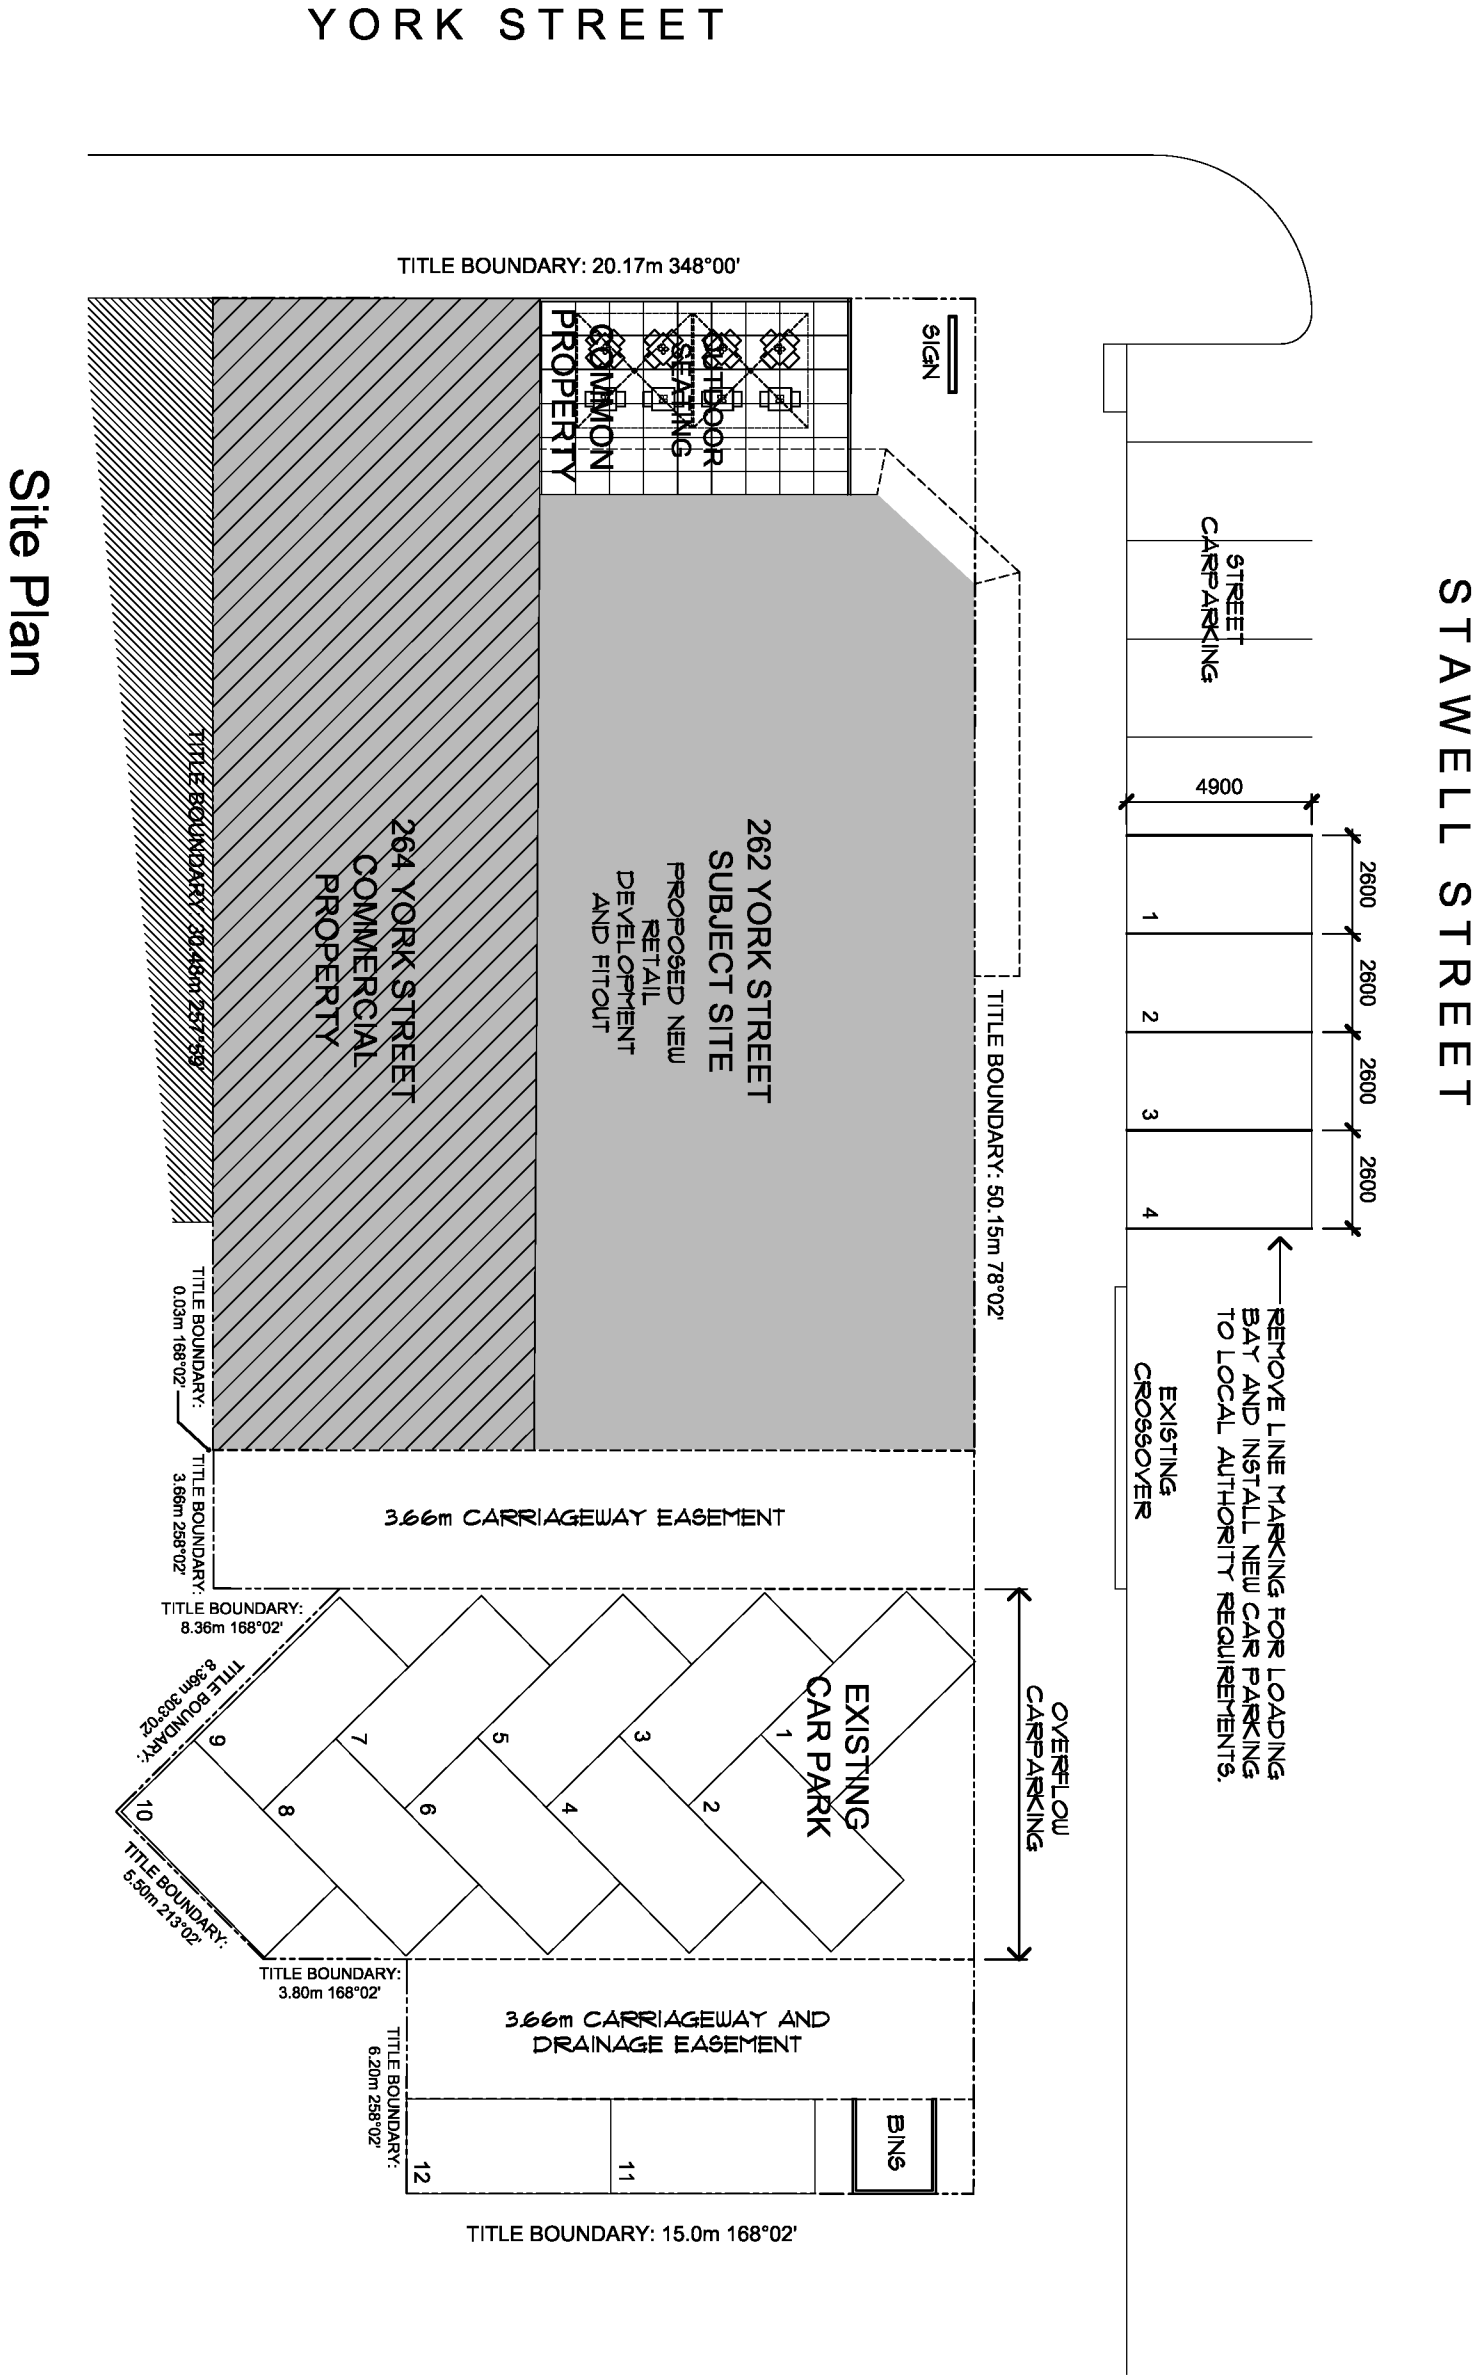 YORK STREET
STAWELL STREET
TITLE BOUNDARY: 20.17m 348°00'
SIGN
COMMON
PROPERTY
OUTDOOR
SEATING
STREET
CARPARKING
4900
2600
2600
2600
2600
1
2
3
4
Site Plan
TITLE BOUNDARY: 30.48m 257°59'
264 YORK STREET
COMMERCIAL
PROPERTY
262 YORK STREET
SUBJECT SITE
PROPOSED NEW
RETAIL
DEVELOPMENT
AND FITOUT
TITLE BOUNDARY: 50.15m 78°02'
REMOVE LINE MARKING FOR LOADING
BAY AND INSTALL NEW CAR PARKING
TO LOCAL AUTHORITY REQUIREMENTS.
EXISTING
CROSSOVER
TITLE BOUNDARY:
0.03m 168°02'
TITLE BOUNDARY:
3.66m 258°02'
3.66m CARRIAGEWAY EASEMENT
TITLE BOUNDARY:
8.36m 168°02'
TITLE BOUNDARY:
8.36m 303°02'
EXISTING
CAR PARK
OVERFLOW
CARPARKING
1
2
3
4
5
6
7
8
9
10
TITLE BOUNDARY:
5.50m 213°02'
TITLE BOUNDARY:
3.80m 168°02'
3.66m CARRIAGEWAY AND
DRAINAGE EASEMENT
TITLE BOUNDARY:
6.20m 258°02'
BINS
11
12
TITLE BOUNDARY: 15.0m 168°02'